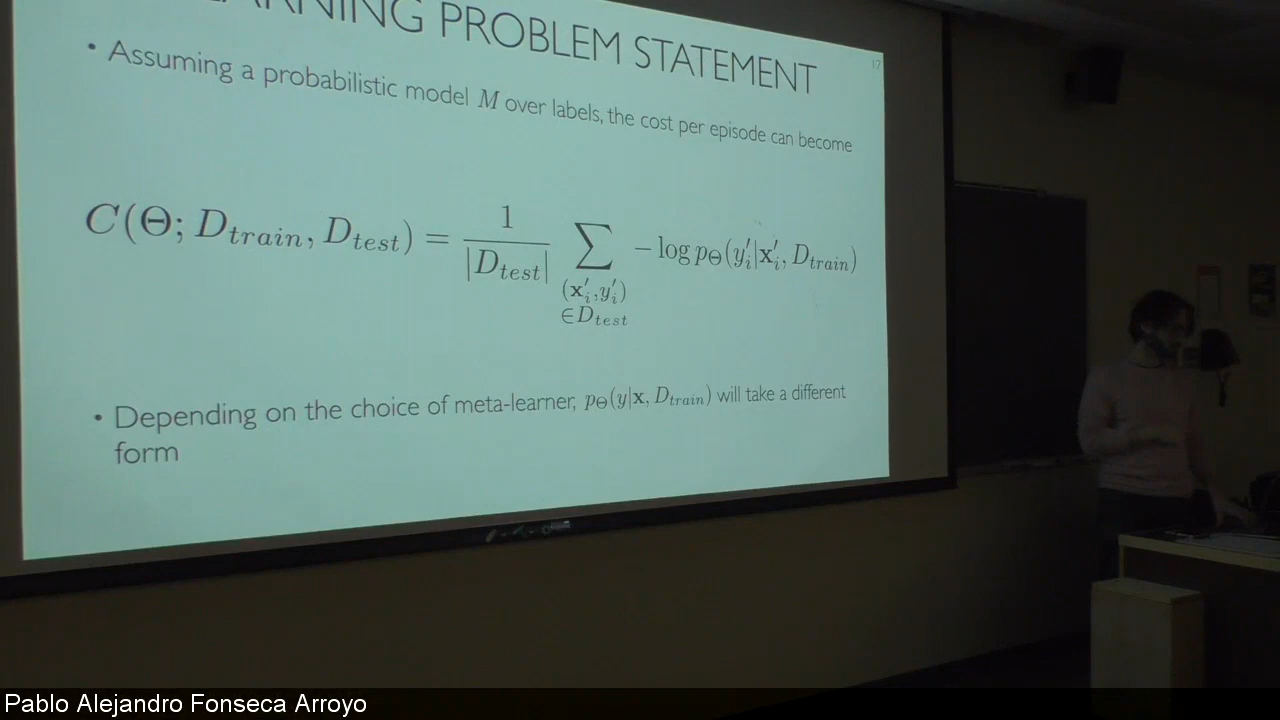 PROBLEM STATEMENT
17
• Assuming a probabilistic model M over labels, the cost per episode can become
C(Θ; D_train, D_test) = 1/|D_test| ∑_{(x′_i, y′_i) ∈ D_test} − log p_Θ(y′_i|x′_i, D_train)
• Depending on the choice of meta-learner, p_Θ(y|x, D_train) will take a different
form
Pablo Alejandro Fonseca Arroyo